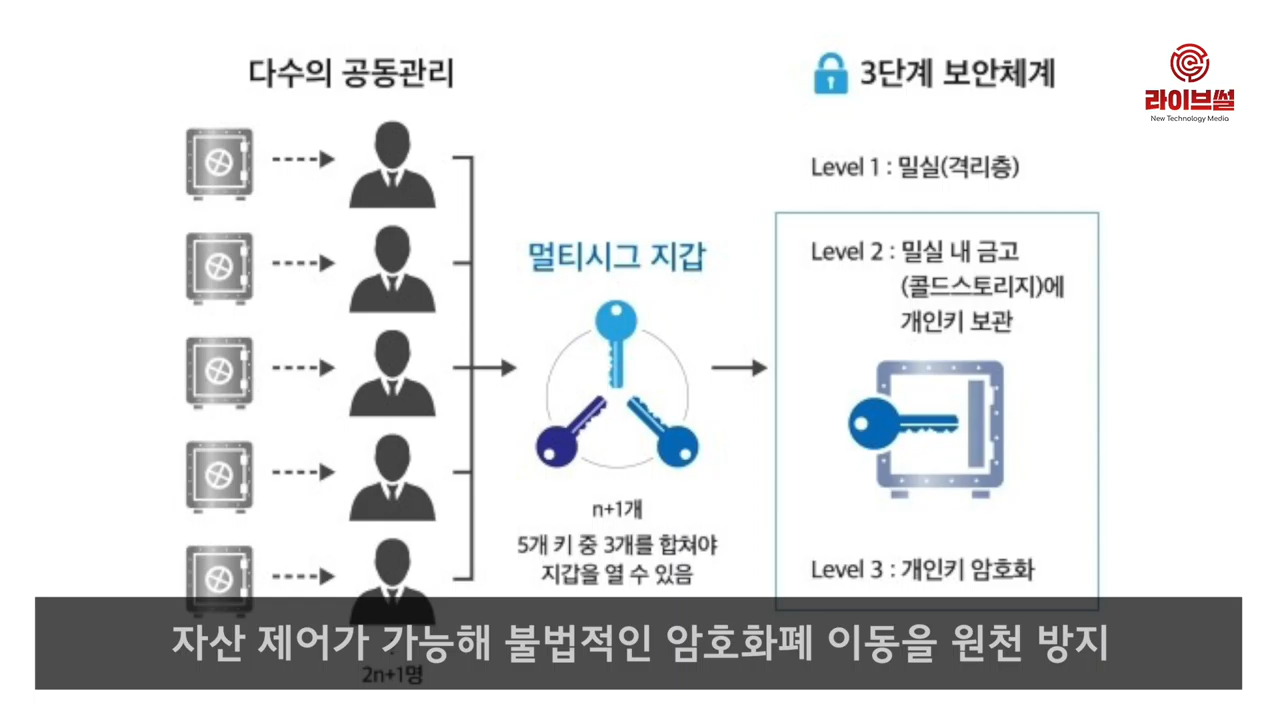 다수의 공동관리
3단계 보안체계
라이브썰
New Technology Media
Level 1 : 밀실(격리층)
멀티시그 지갑
Level 2 : 밀실 내 금고
(콜드스토리지)에
개인키 보관
n+1개
5개 키 중 3개를 합쳐야
지갑을 열 수 있음
Level 3 : 개인키 암호화
자산 제어가 가능해 불법적인 암호화폐 이동을 원천 방지
2n+1명